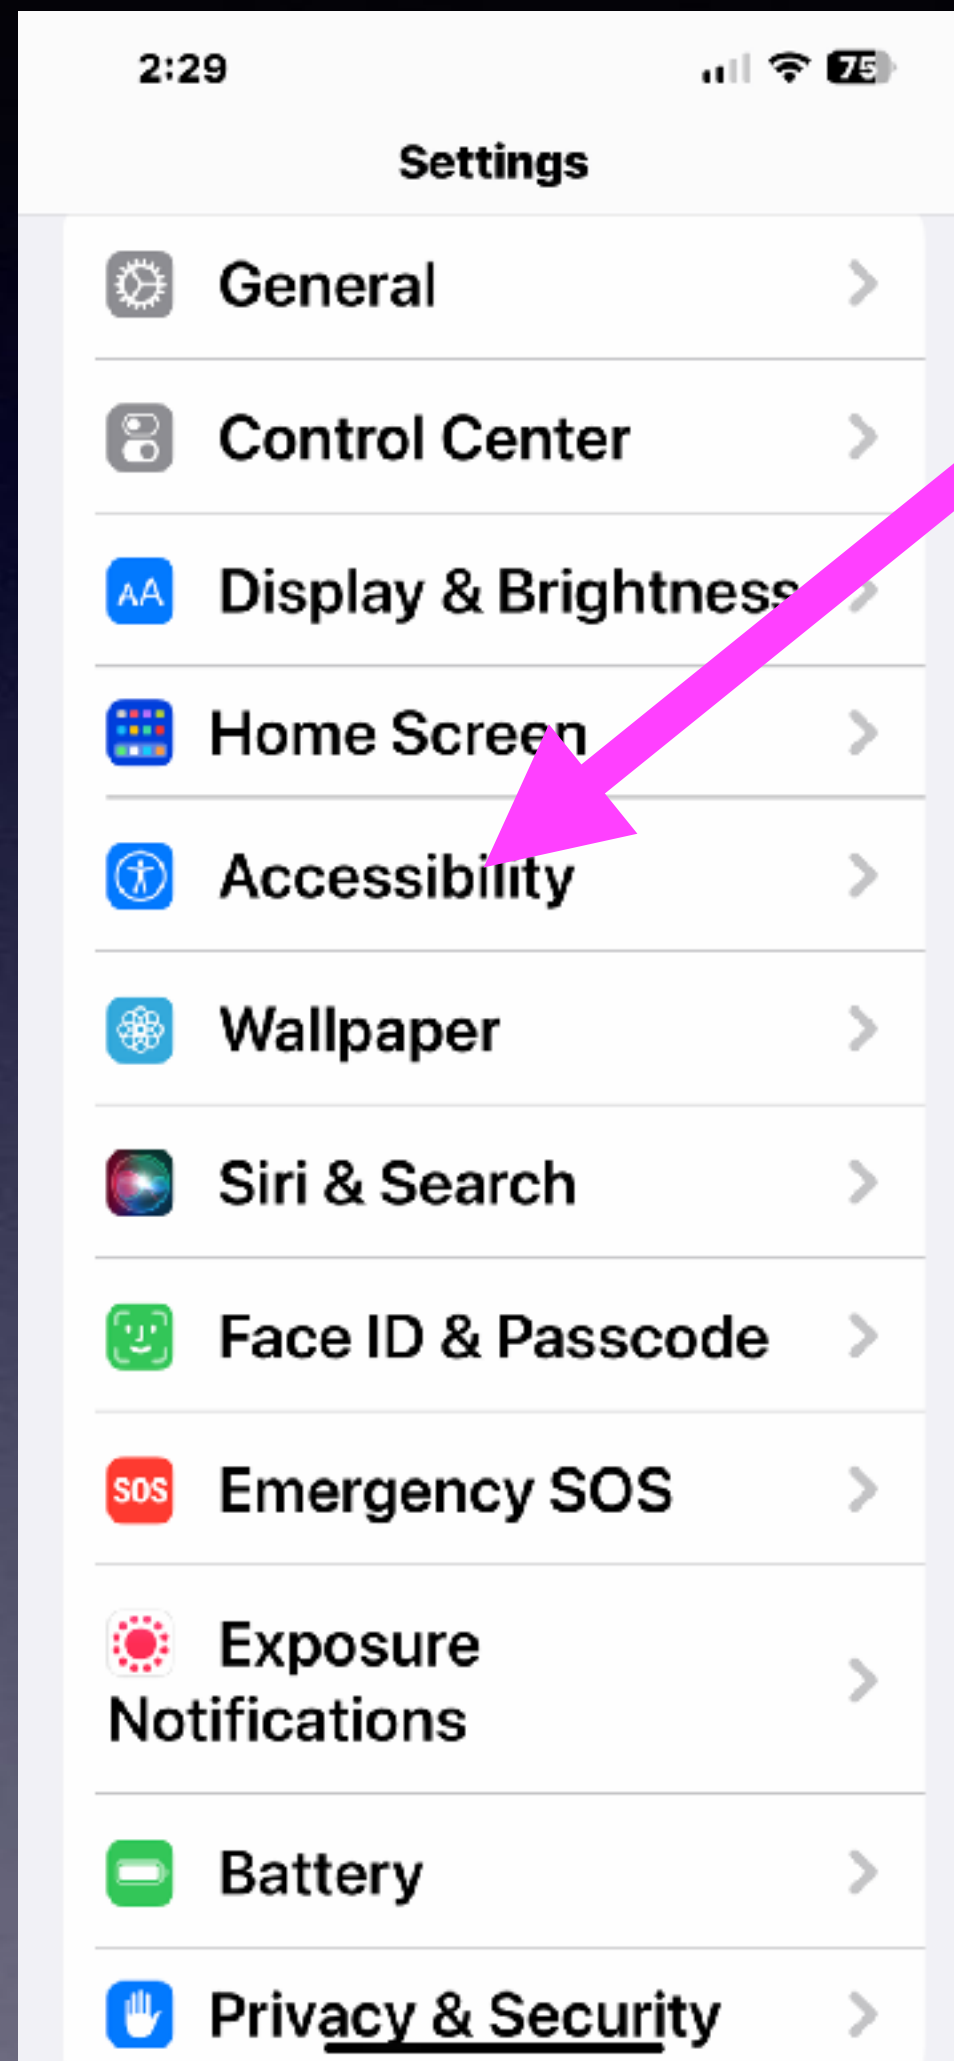 2:29
75
Settings
General
Control Center
AA Display & Brightness
Home Screen
Accessibility
Wallpaper
Siri & Search
Face ID & Passcode
SOS Emergency SOS
Exposure
Notifications
Battery
Privacy & Security